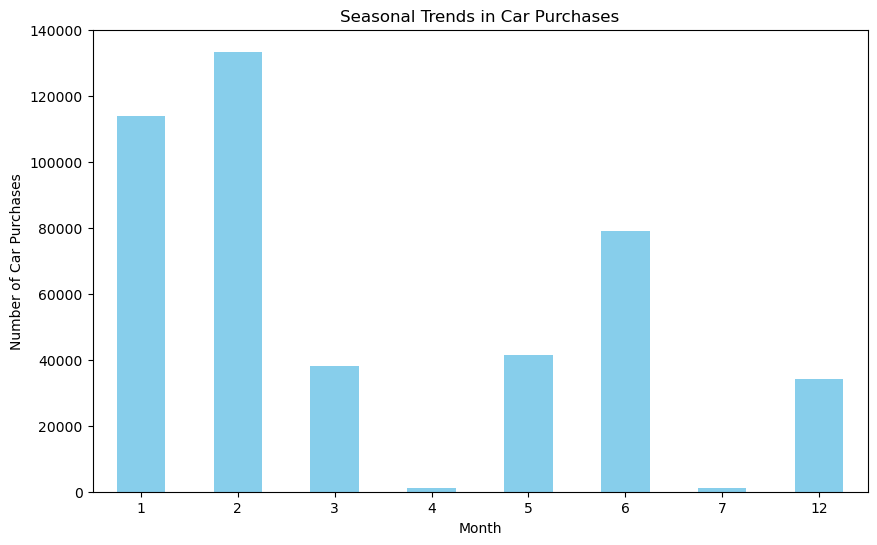 Seasonal Trends in Car Purchases
Number of Car Purchases
140000
120000
100000
80000
60000
40000
20000
0
1 2 3 4 5 6 7 12
Month